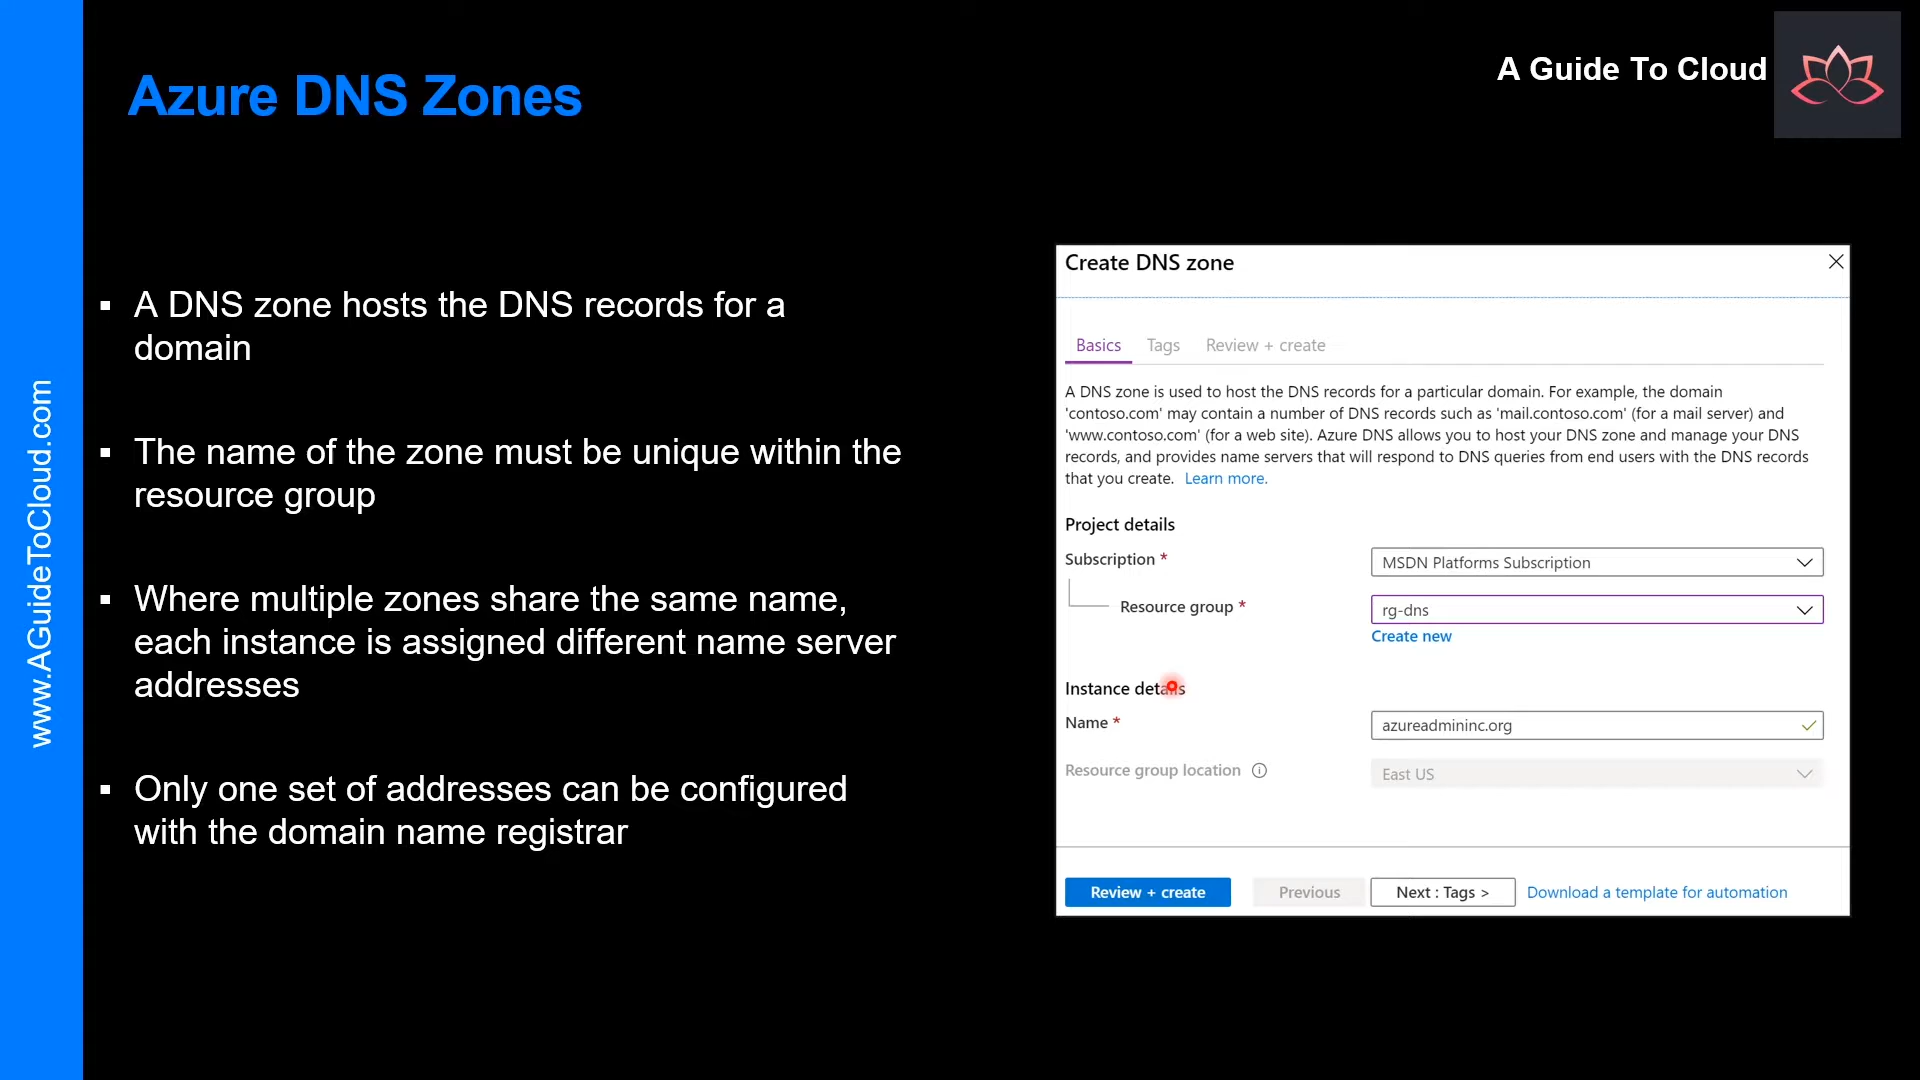 Azure DNS Zones
A Guide To Cloud
www.AGuideToCloud.com
▪ A DNS zone hosts the DNS records for a
domain
▪ The name of the zone must be unique within the
resource group
▪ Where multiple zones share the same name,
each instance is assigned different name server
addresses
▪ Only one set of addresses can be configured
with the domain name registrar
Create DNS zone
Basics Tags Review + create
A DNS zone is used to host the DNS records for a particular domain. For example, the domain
'contoso.com' may contain a number of DNS records such as 'mail.contoso.com' (for a mail server) and
'www.contoso.com' (for a web site). Azure DNS allows you to host your DNS zone and manage your DNS
records, and provides name servers that will respond to DNS queries from end users with the DNS records
that you create. Learn more.
Project details
Subscription * MSDN Platforms Subscription
Resource group * rg-dns
Create new
Instance details
Name * azureadmininc.org
Resource group location East US
Review + create Previous Next : Tags > Download a template for automation